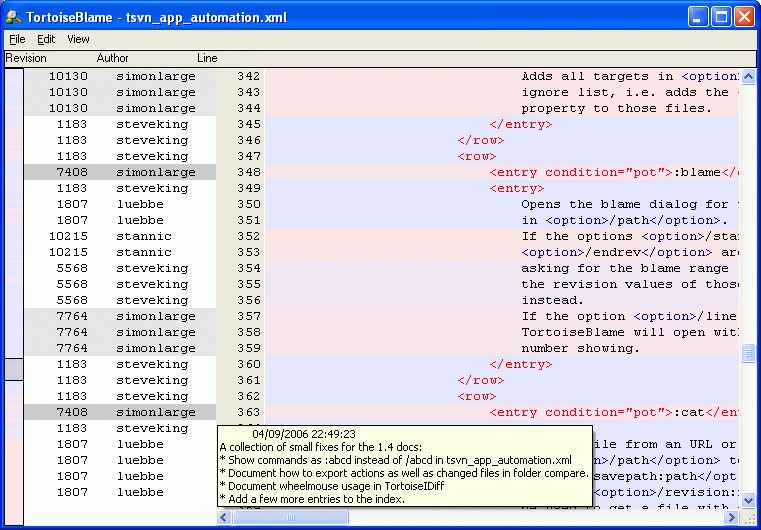 TortoiseBlame - tsvn_app_automation.xml
File Edit View
Revision Author Line
10130 simonlarge 342 Adds all targets in <option>
10130 simonlarge 343 ignore list, i.e. adds the
10130 simonlarge 344 property to those files.
1183 steveking 345 </entry>
1183 steveking 346 </row>
1183 steveking 347 <row>
7408 simonlarge 348 <entry condition="pot">:blame</
1183 steveking 349 <entry>
1807 luebbe 350 Opens the blame dialog for
1807 luebbe 351 in <option>/path</option>.
10215 stannic 352 If the options <option>/sta
10215 stannic 353 <option>/endrev</option> ar
5568 steveking 354 asking for the blame range
5568 steveking 355 the revision values of thos
5568 steveking 356 instead.
7764 simonlarge 357 If the option <option>/line
7764 simonlarge 358 TortoiseBlame will open wit
7764 simonlarge 359 number showing.
1183 steveking 360 </entry>
1183 steveking 361 </row>
1183 steveking 362 <row>
7408 simonlarge 363 <entry condition="pot">:cat</en
1183 steveking
1807 luebbe ile from an URL or
1807 luebbe >/path</option> to
1807 luebbe savepath:path</opt
1807 luebbe >/revision:
04/09/2006 22:49:23
A collection of small fixes for the 1.4 docs:
* Show commands as :abcd instead of /abcd in tsvn_app_automation.xml
* Document how to export actions as well as changed files in folder compare.
* Document wheelmouse usage in TortoiseIDiff
* Add a few more entries to the index.